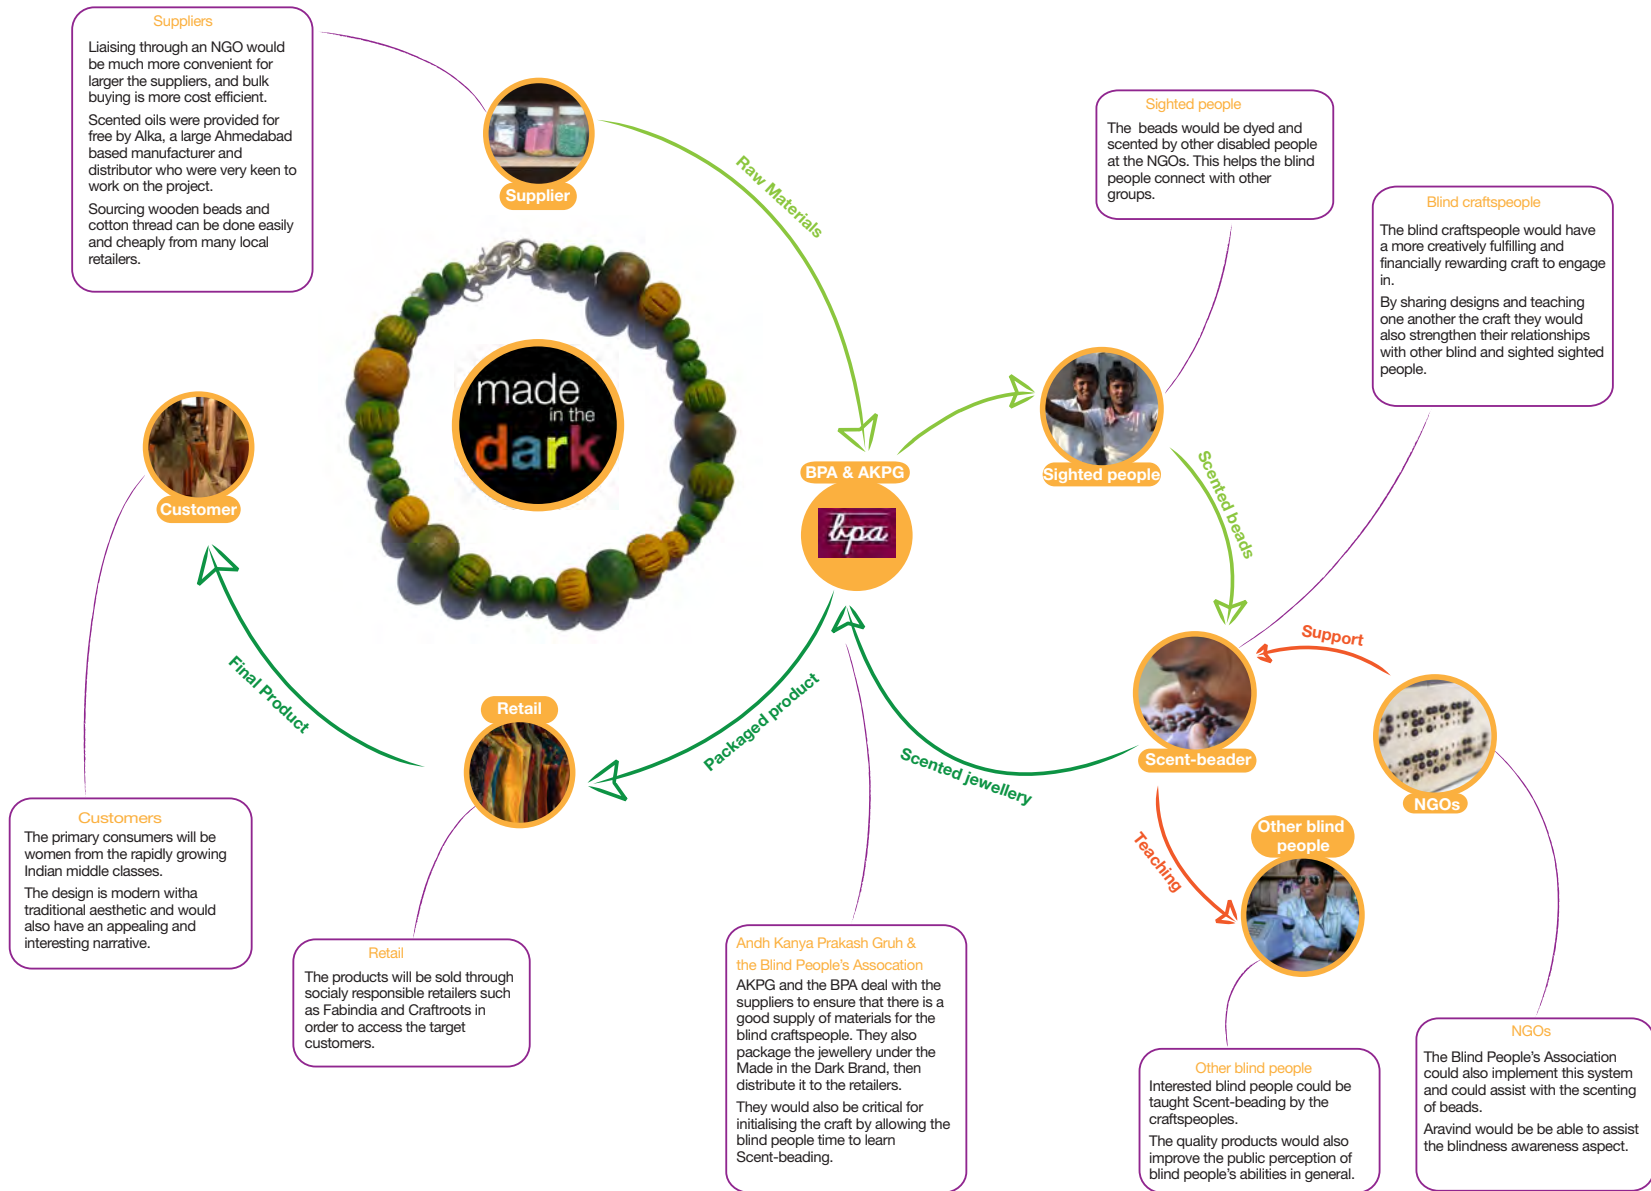 Suppliers
Liaising through an NGO would
be much more convenient for
larger the suppliers, and bulk
buying is more cost efficient.
Scented oils were provided for
free by Alka, a large Ahmedabad
based manufacturer and
distributor who were very keen to
work on the project.
Sourcing wooden beads and
cotton thread can be done easily
and cheaply from many local
retailers.
Supplier
Raw Materials
Sighted people
The beads would be dyed and
scented by other disabled people
at the NGOs. This helps the blind
people connect with other
groups.
Blind craftspeople
The blind craftspeople would have
a more creatively fulfilling and
financially rewarding craft to engage
in.
By sharing designs and teaching
one another the craft they would
also strengthen their relationships
with other blind and sighted sighted
people.
made
in the
dark
Customer
BPA & AKPG
bpa
Sighted people
Scented beads
Support
Final Product
Retail
Packaged product
Scented jewellery
Scent-beader
NGOs
Teaching
Other blind
people
Customers
The primary consumers will be
women from the rapidly growing
Indian middle classes.
The design is modern witha
traditional aesthetic and would
also have an appealing and
interesting narrative.
Retail
The products will be sold through
socialy responsible retailers such
as Fabindia and Craftroots in
order to access the target
customers.
Andh Kanya Prakash Gruh &
the Blind People's Assocation
AKPG and the BPA deal with the
suppliers to ensure that there is a
good supply of materials for the
blind craftspeople. They also
package the jewellery under the
Made in the Dark Brand, then
distribute it to the retailers.
They would also be critical for
initialising the craft by allowing the
blind people time to learn
Scent-beading.
Other blind people
Interested blind people could be
taught Scent-beading by the
craftspeoples.
The quality products would also
improve the public perception of
blind people's abilities in general.
NGOs
The Blind People's Association
could also implement this system
and could assist with the scenting
of beads.
Aravind would be be able to assist
the blindness awareness aspect.